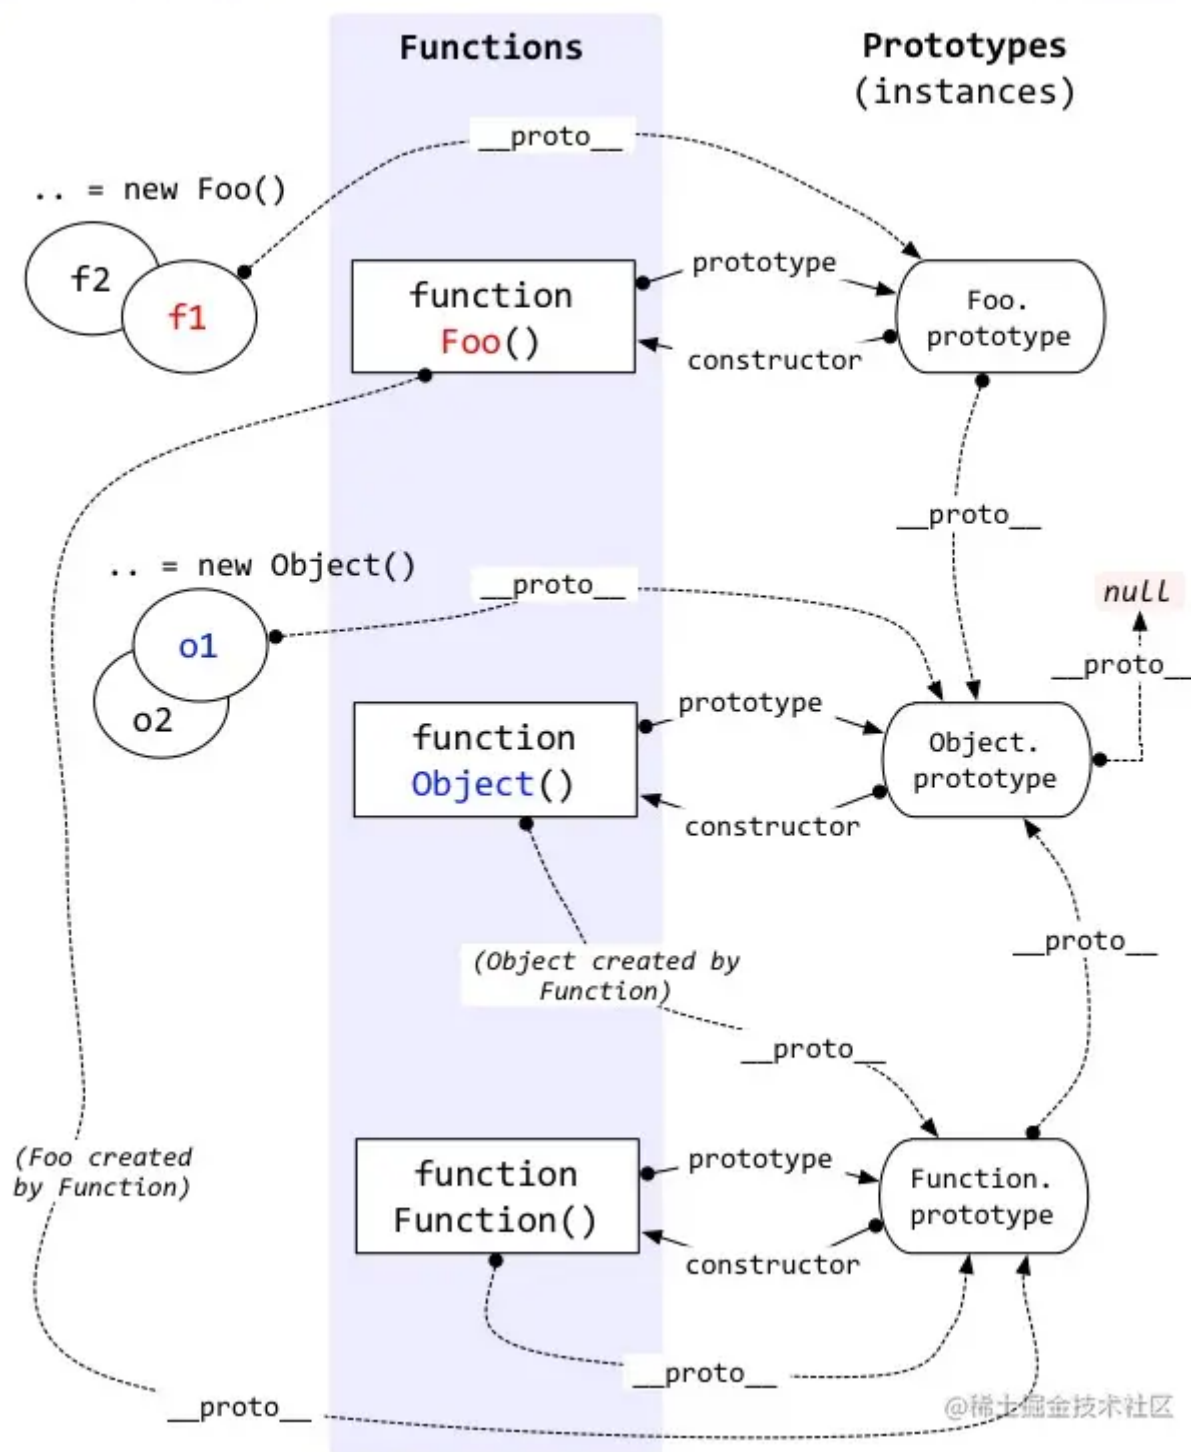 Functions
Prototypes
(instances)
__proto__
.. = new Foo()
f2
f1
function
Foo()
prototype
constructor
Foo.
prototype
__proto__
.. = new Object()
__proto__
null
__proto__
o1
o2
function
Object()
prototype
constructor
Object.
prototype
__proto__
(Object created by
Function)
__proto__
(Foo created
by Function)
function
Function()
prototype
constructor
Function.
prototype
__proto__
__proto__
@稀土掘金技术社区